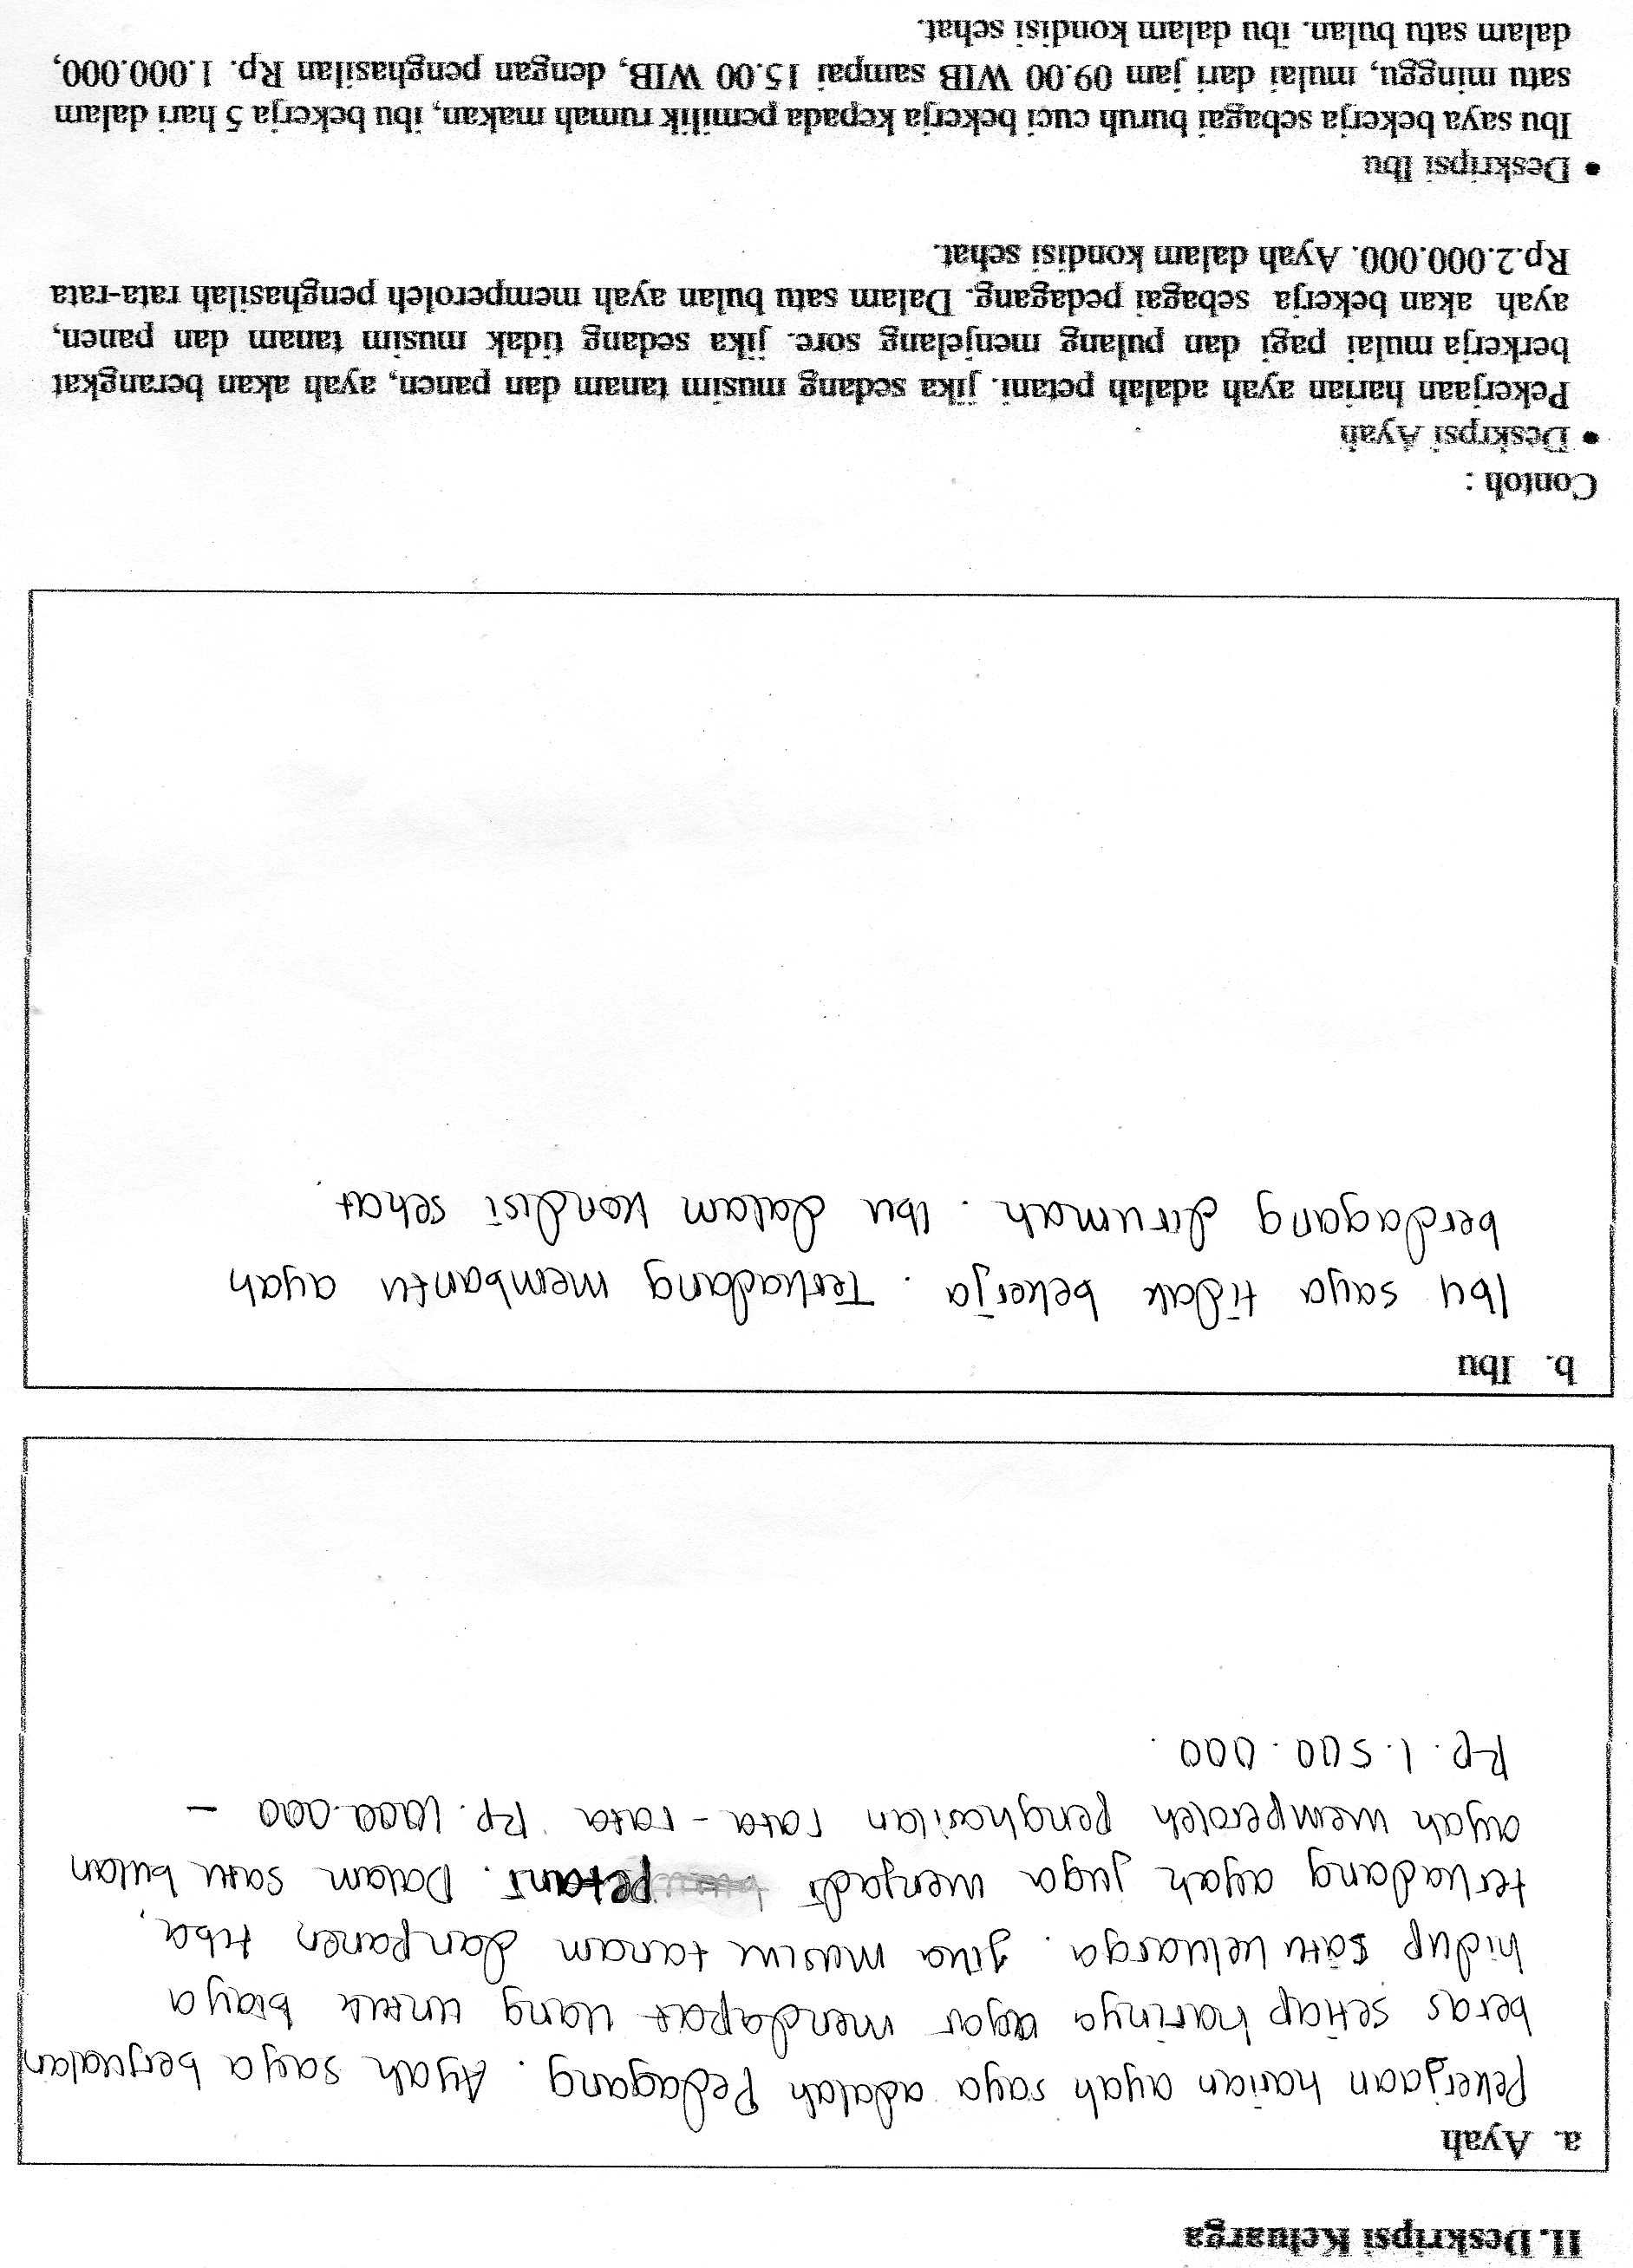 II. Deskripsi Keluarga
a. Ayah
Pekerjaan harian ayah saya adalah Pedagang. Ayah saya berjualan
beras setiap harinya agar mendapat uang untuk biaya
hidup satu keluarga. Jika musim tanam dan panen tiba,
terkadang ayah juga menjadi petani. Dalam satu bulan
ayah memperoleh penghasilan rata-rata Rp. 1000.000 -
Rp. 1.500.000.
b. Ibu
Ibu saya tidak bekerja. Terkadang membantu ayah
berdagang dirumah. Ibu dalam kondisi sehat.
Contoh :
• Deskrpsi Ayah
Pekerjaan harian ayah adalah petani. jika sedang musim tanam dan panen, ayah akan berangkat
berkerja mulai pagi dan pulang menjelang sore. jika sedang tidak musim tanam dan panen,
ayah akan bekerja sebagai pedagang. Dalam satu bulan ayah memperoleh penghasilah rata-rata
Rp.2.000.000. Ayah dalam kondisi sehat.
• Deskripsi Ibu
Ibu saya bekerja sebagai buruh cuci bekerja kepada pemilik rumah makan, ibu bekerja 5 hari dalam
satu minggu, mulai dari jam 09.00 WIB sampai 15.00 WIB, dengan penghasilan Rp. 1.000.000,
dalam satu bulan. ibu dalam kondisi sehat.